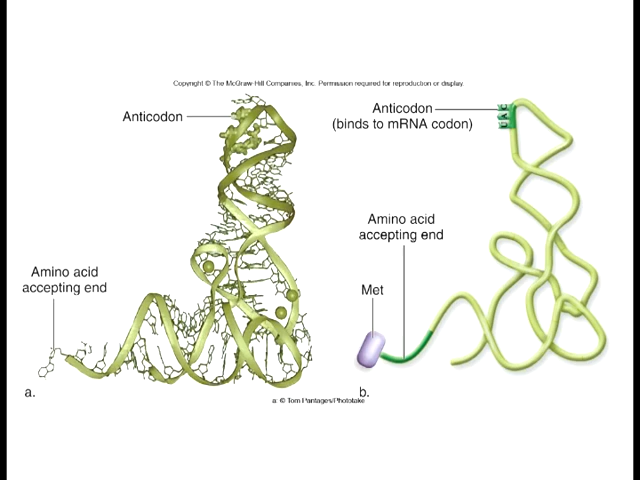 Copyright © The McGraw-Hill Companies, Inc. Permission required for reproduction or display.
Anticodon
Amino acid
accepting end
a.
a: © Tom Pantages/Phototake
Anticodon
(binds to mRNA codon)
Amino acid
accepting end
Met
b.